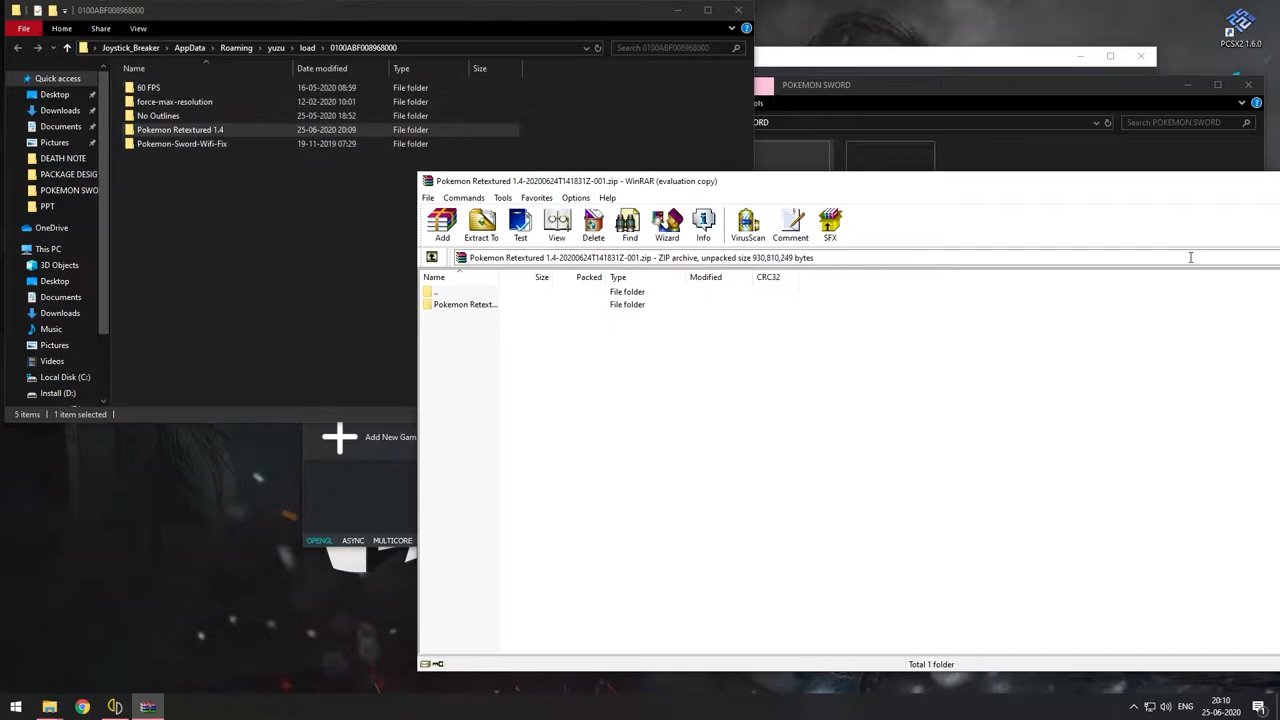 0100ABF008968000
File Home Share View
Joystick_Breaker AppData Roaming yuzu load 0100ABF008968000 Search 0100ABF008968000
Name Date modified Type Size
60 FPS 16-05-2020 08:59 File folder
force-max-resolution 12-02-2020 10:01 File folder
No Outlines 25-05-2020 18:52 File folder
Pokemon Retextured 1.4 25-06-2020 20:09 File folder
Pokemon-Sword-Wifi-Fix 19-11-2019 07:29 File folder
Quick access
Desktop
Downloads
Documents
Pictures
DEATH NOTE
PACKAGE DESIG
POKEMON SWO
PPT
OneDrive
This PC
3D Objects
Desktop
Documents
Downloads
Music
Pictures
Videos
Local Disk (C:)
Install (D:)
5 items 1 item selected
PCSX2 1.6.0
POKEMON SWORD
ols
ORD Search POKEMON SWORD
Pokemon Retextured 1.4-20200624T141831Z-001.zip - WinRAR (evaluation copy)
File Commands Tools Favorites Options Help
Add Extract To Test View Delete Find Wizard Info VirusScan Comment SFX
Pokemon Retextured 1.4-20200624T141831Z-001.zip - ZIP archive, unpacked size 930,810,249 bytes
Name Size Packed Type Modified CRC32
.. File folder
Pokemon Retext... File folder
Total 1 folder
Add New Gam
OPENGL ASYNC MULTICORE
ENG 20:10
25-06-2020